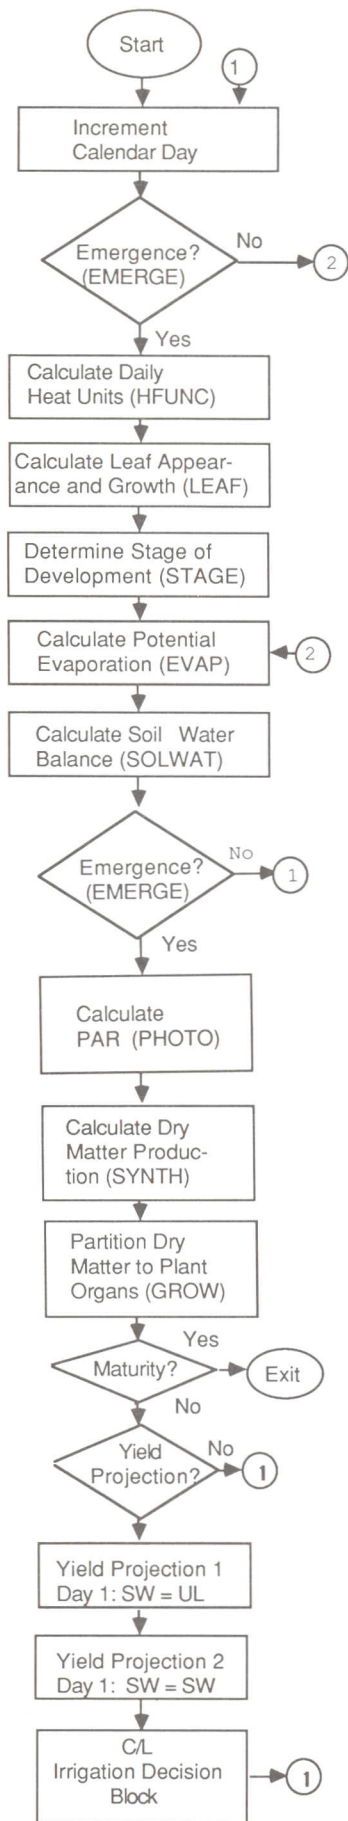 Start
1
Increment
Calendar Day
Emergence?
(EMERGE)
No
2
Yes
Calculate Daily
Heat Units (HFUNC)
Calculate Leaf Appear-
ance and Growth (LEAF)
Determine Stage of
Development (STAGE)
Calculate Potential
Evaporation (EVAP)
2
Calculate Soil Water
Balance (SOLWAT)
Emergence?
(EMERGE)
No
1
Yes
Calculate
PAR (PHOTO)
Calculate Dry
Matter Produc-
tion (SYNTH)
Partition Dry
Matter to Plant
Organs (GROW)
Maturity?
Yes
Exit
No
Yield
Projection?
No
1
Yield Projection 1
Day 1: SW = UL
Yield Projection 2
Day 1: SW = SW
C/L
Irrigation Decision
Block
1